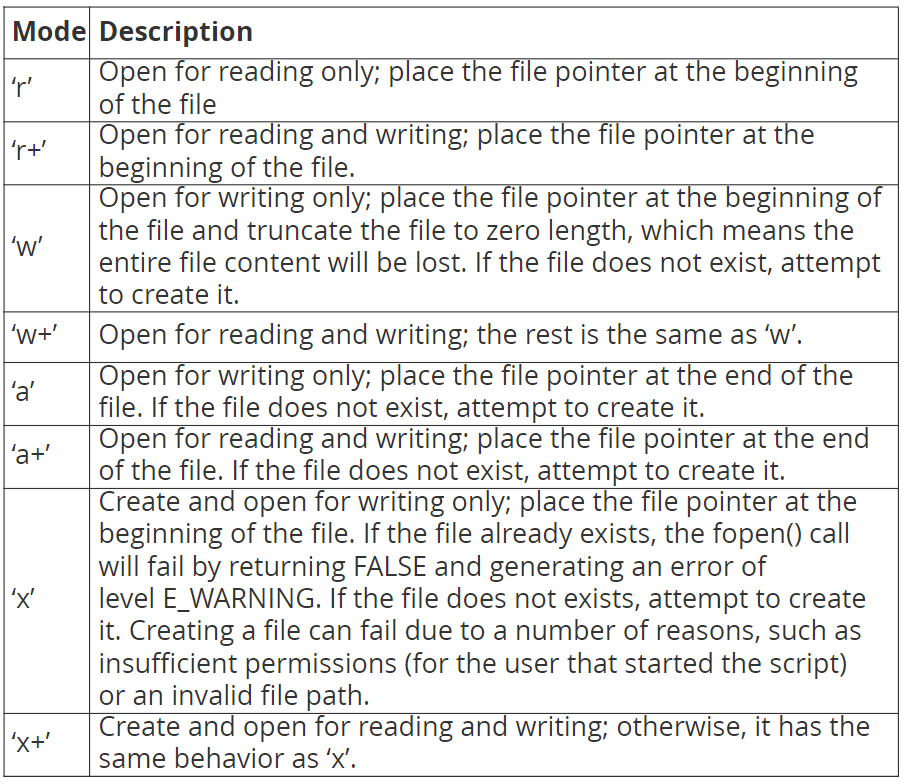 Mode Description
‘r’ Open for reading only; place the file pointer at the beginning
of the file
‘r+’ Open for reading and writing; place the file pointer at the
beginning of the file.
‘w’ Open for writing only; place the file pointer at the beginning of
the file and truncate the file to zero length, which means the
entire file content will be lost. If the file does not exist, attempt
to create it.
‘w+’ Open for reading and writing; the rest is the same as ‘w’.
‘a’ Open for writing only; place the file pointer at the end of the
file. If the file does not exist, attempt to create it.
‘a+’ Open for reading and writing; place the file pointer at the end
of the file. If the file does not exist, attempt to create it.
‘x’ Create and open for writing only; place the file pointer at the
beginning of the file. If the file already exists, the fopen() call
will fail by returning FALSE and generating an error of
level E_WARNING. If the file does not exists, attempt to create
it. Creating a file can fail due to a number of reasons, such as
insufficient permissions (for the user that started the script)
or an invalid file path.
‘x+’ Create and open for reading and writing; otherwise, it has the
same behavior as ‘x’.